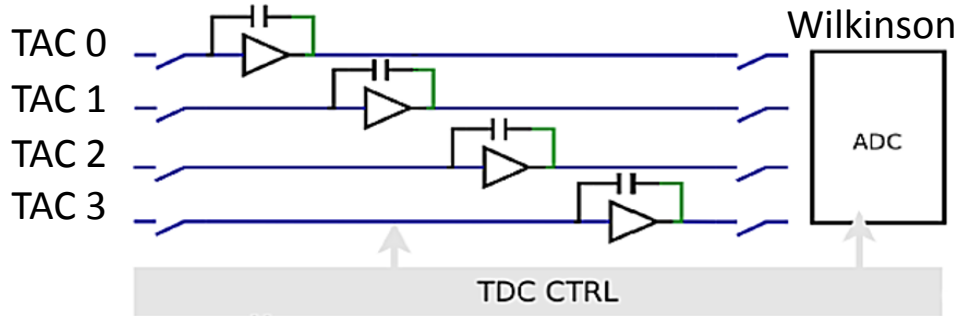 Wilkinson
TAC 0
TAC 1
TAC 2
TAC 3
ADC
TDC CTRL